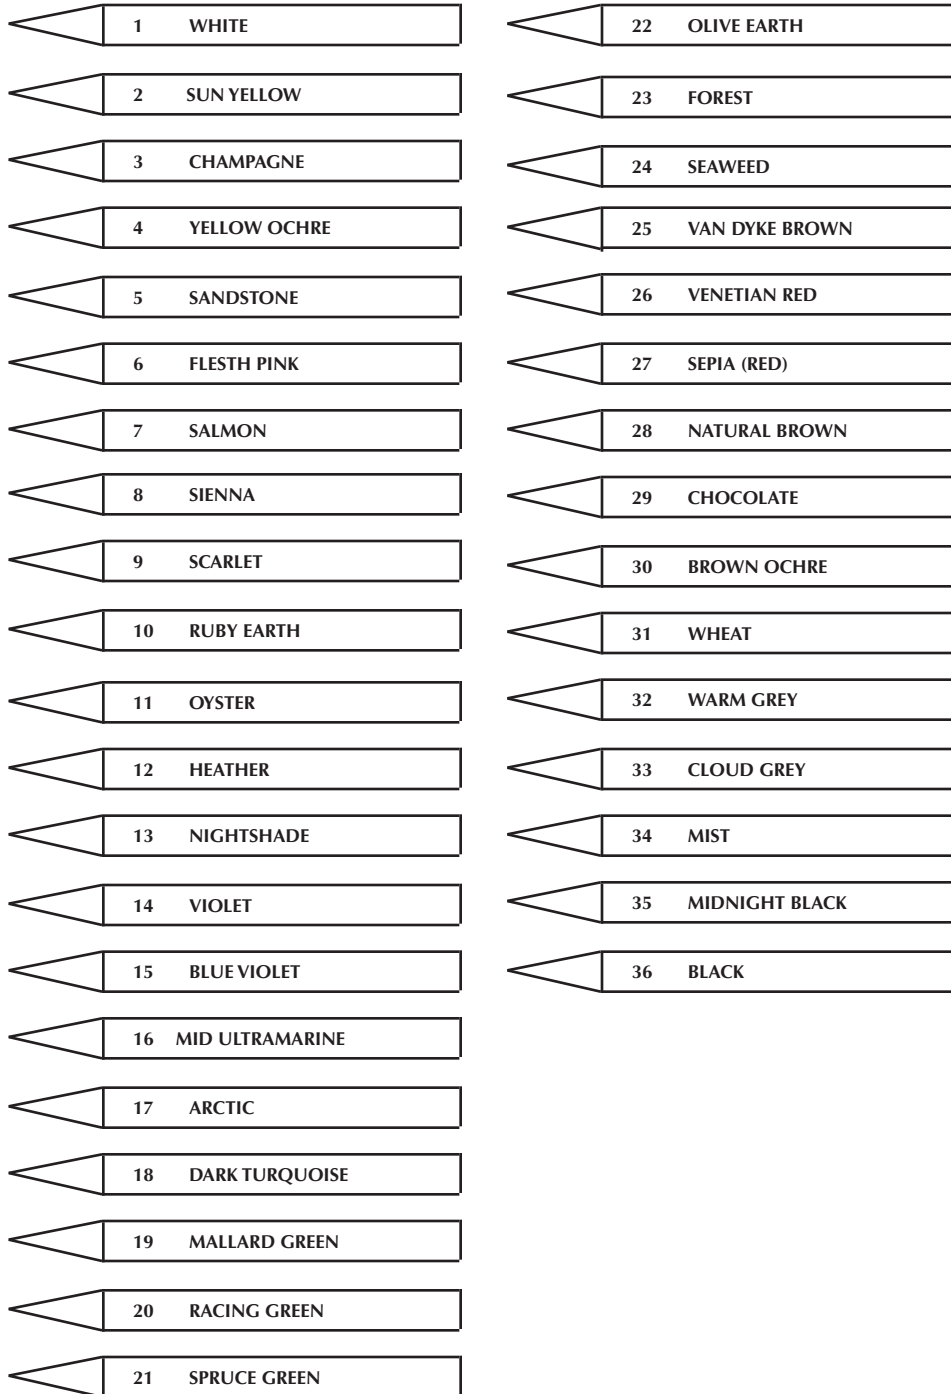 1 WHITE
2 SUN YELLOW
3 CHAMPAGNE
4 YELLOW OCHRE
5 SANDSTONE
6 FLESTH PINK
7 SALMON
8 SIENNA
9 SCARLET
10 RUBY EARTH
11 OYSTER
12 HEATHER
13 NIGHTSHADE
14 VIOLET
15 BLUE VIOLET
16 MID ULTRAMARINE
17 ARCTIC
18 DARK TURQUOISE
19 MALLARD GREEN
20 RACING GREEN
21 SPRUCE GREEN
22 OLIVE EARTH
23 FOREST
24 SEAWEED
25 VAN DYKE BROWN
26 VENETIAN RED
27 SEPIA (RED)
28 NATURAL BROWN
29 CHOCOLATE
30 BROWN OCHRE
31 WHEAT
32 WARM GREY
33 CLOUD GREY
34 MIST
35 MIDNIGHT BLACK
36 BLACK